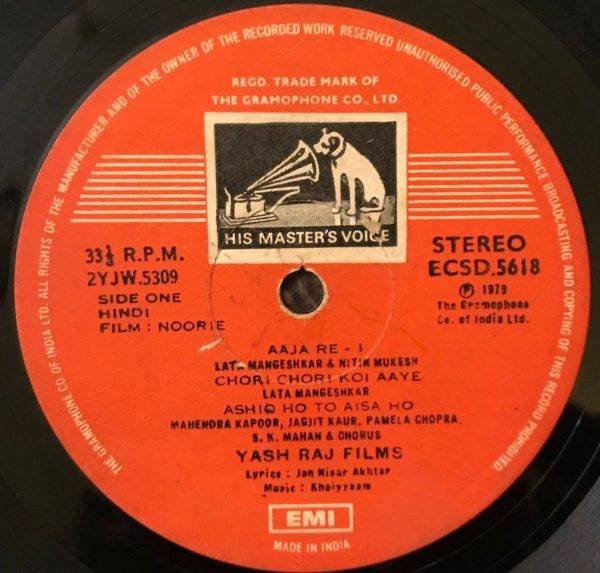 THE GRAMOPHONE CO OF INDIA LTD. ALL RIGHTS OF THE MANUFACTURER AND OF THE OWNER OF THE RECORDED WORK RESERVED UNAUTHORISED PUBLIC PERFORMANCE BROADCASTING AND COPYING OF THIS RECORD PROHIBITED.
REGD. TRADE MARK OF
THE GRAMOPHONE CO., LTD.
HIS MASTER'S VOICE
33⅓ R.P.M.
2YJW.5309
SIDE ONE
HINDI
FILM : NOORIE
STEREO
ECSD.5618
Ⓟ 1979
The Gramophone
Co. of India Ltd.
AAJA RE - I
LATA MANGESHKAR & NITIN MUKESH
CHORI CHORI KOI AAYE
LATA MANGESHKAR
ASHIQ HO TO AISA HO
MAHENDRA KAPOOR, JAGJIT KAUR, PAMELA CHOPRA.
S. K. MAHAN & CHORUS
YASH RAJ FILMS
Lyrics : Jan Nisar Akhtar
Music : Khaiyyaam
EMI
MADE IN INDIA